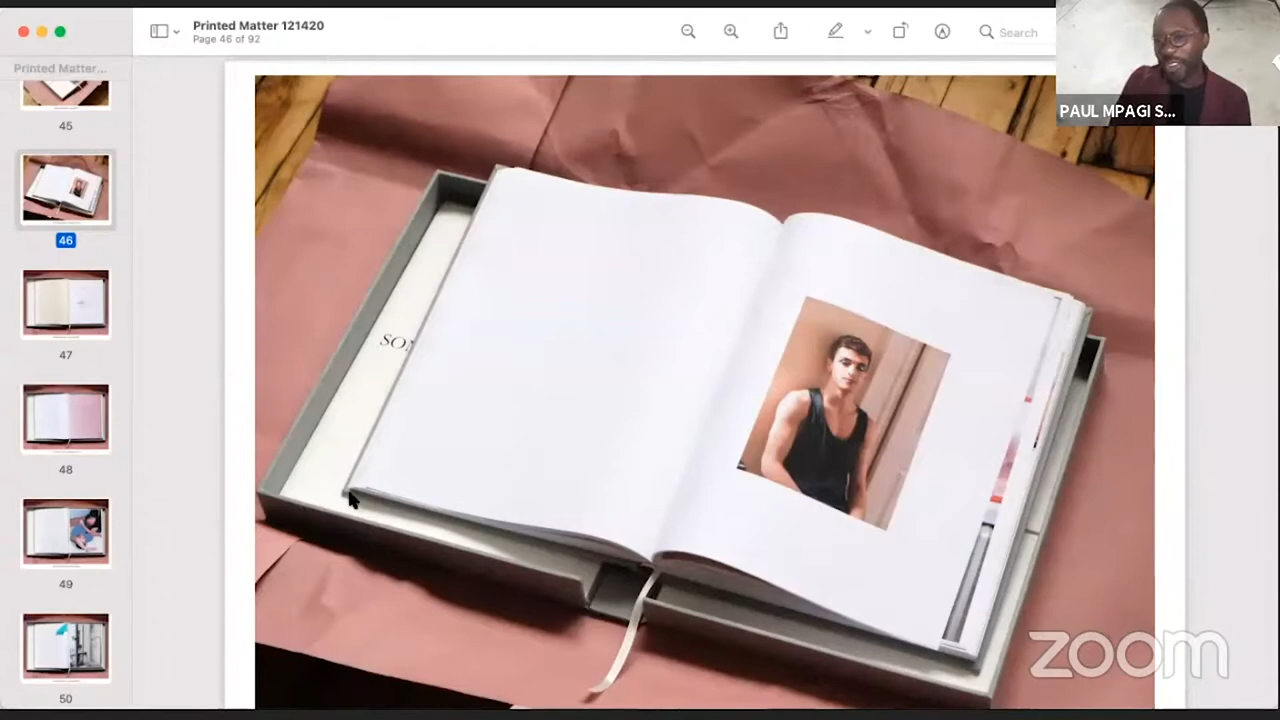 Printed Matter 121420
Page 46 of 92
Search
PAUL MPAGI S...
Printed Matter...
45
46
47
48
49
50
SO
zoom